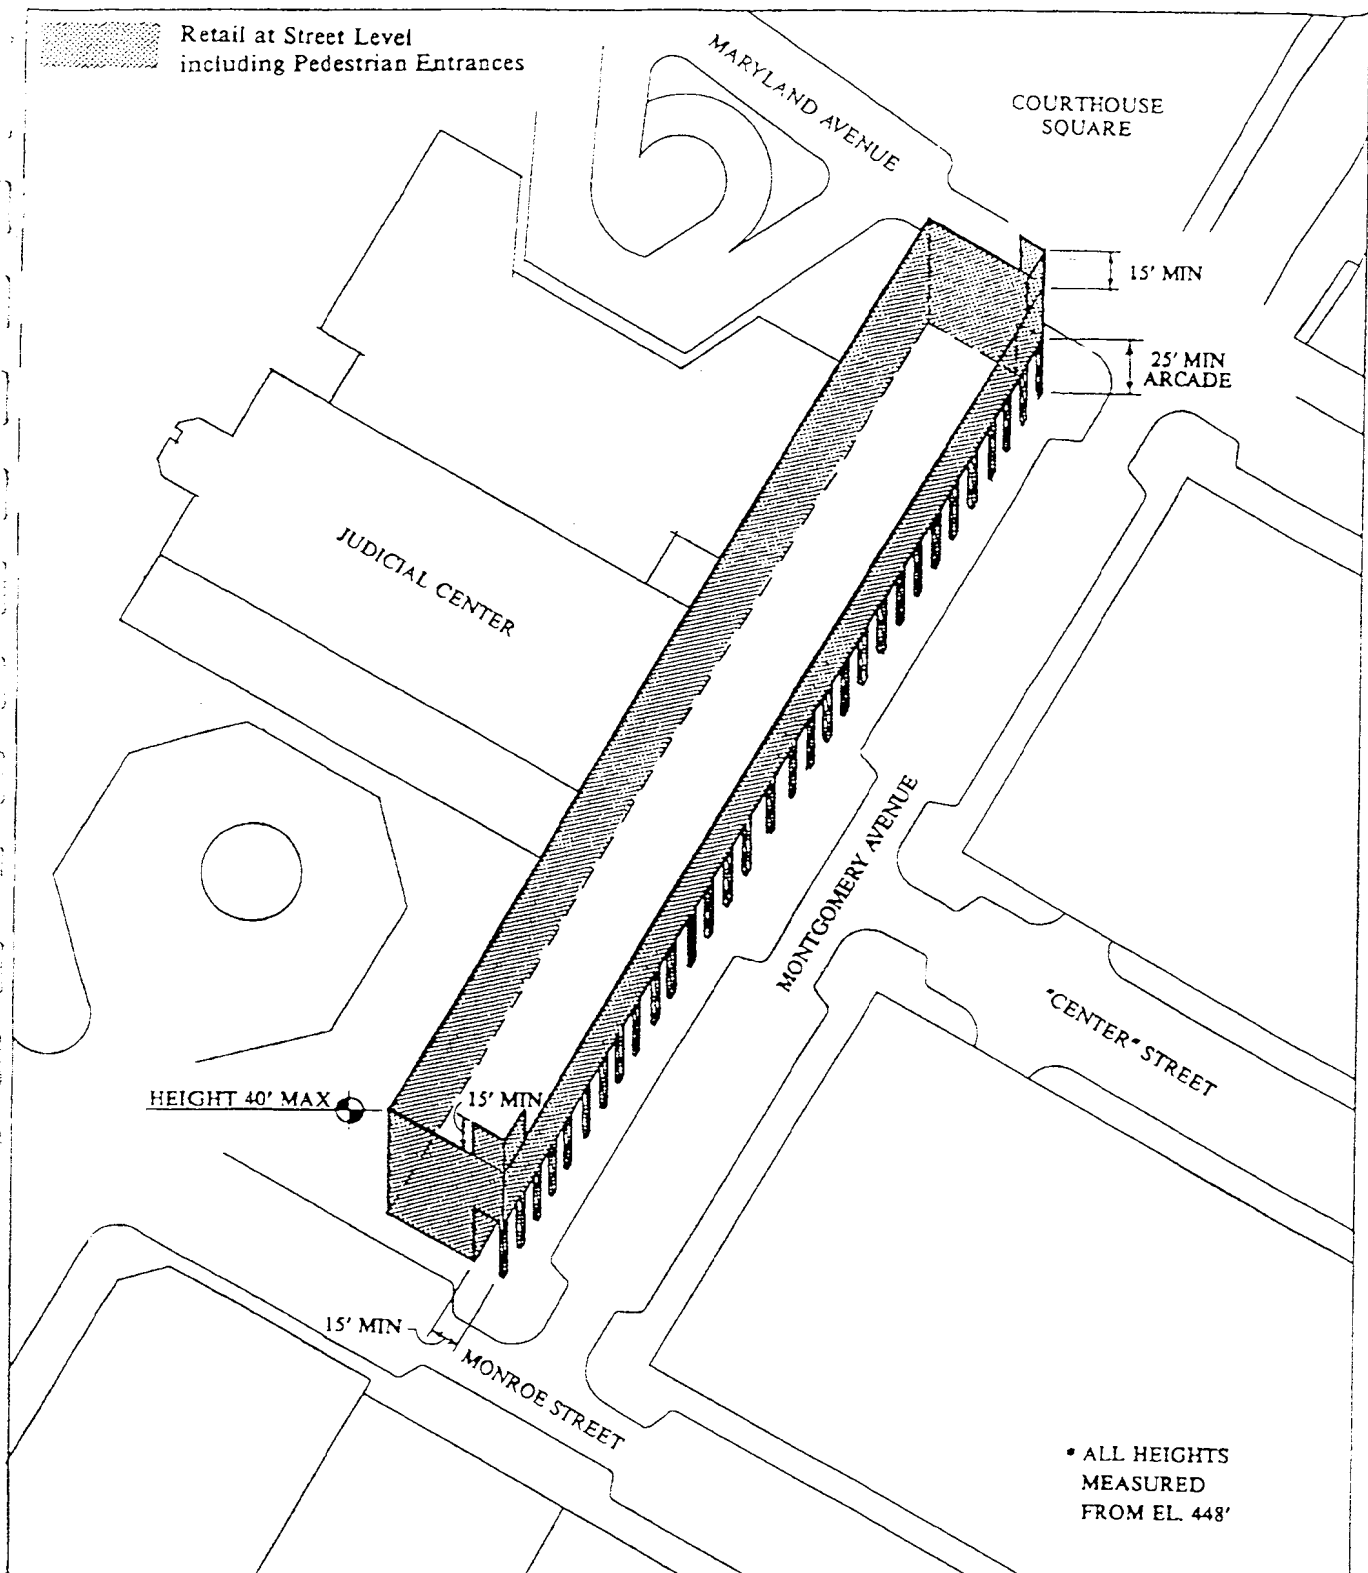 Retail at Street Level
including Pedestrian Entrances
MARYLAND AVENUE
COURTHOUSE
SQUARE
15' MIN
25' MIN
ARCADE
JUDICIAL CENTER
MONTGOMERY AVENUE
"CENTER" STREET
HEIGHT 40' MAX
15' MIN
15' MIN
MONROE STREET
* ALL HEIGHTS
MEASURED
FROM EL. 448'